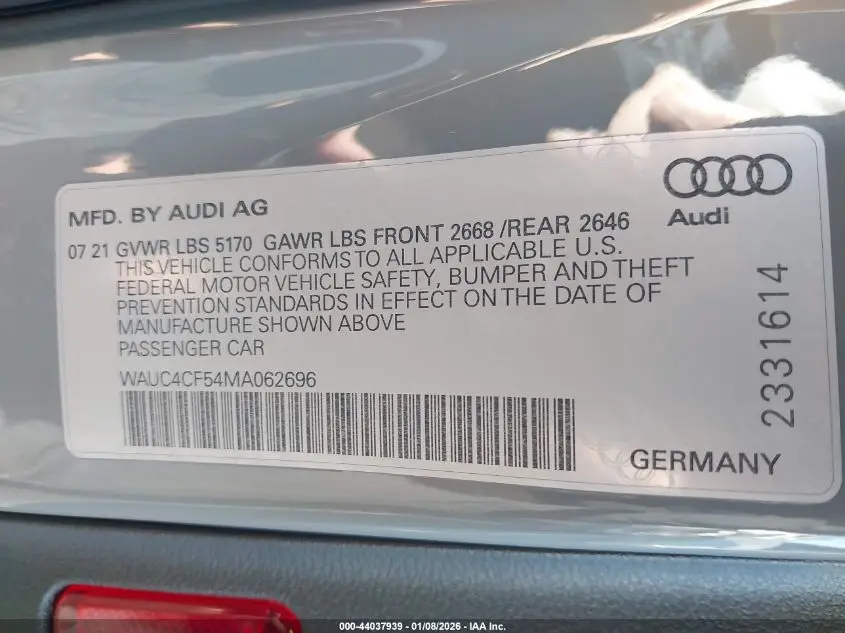 MFD. BY AUDI AG
Audi
07 21 GVWR LBS 5170 GAWR LBS FRONT 2668 /REAR 2646
THIS VEHICLE CONFORMS TO ALL APPLICABLE U.S.
FEDERAL MOTOR VEHICLE SAFETY, BUMPER AND THEFT
PREVENTION STANDARDS IN EFFECT ON THE DATE OF
MANUFACTURE SHOWN ABOVE
PASSENGER CAR
WAUC4CF54MA062696
2331614
GERMANY
000-44037939 - 01/08/2026 - IAA Inc.